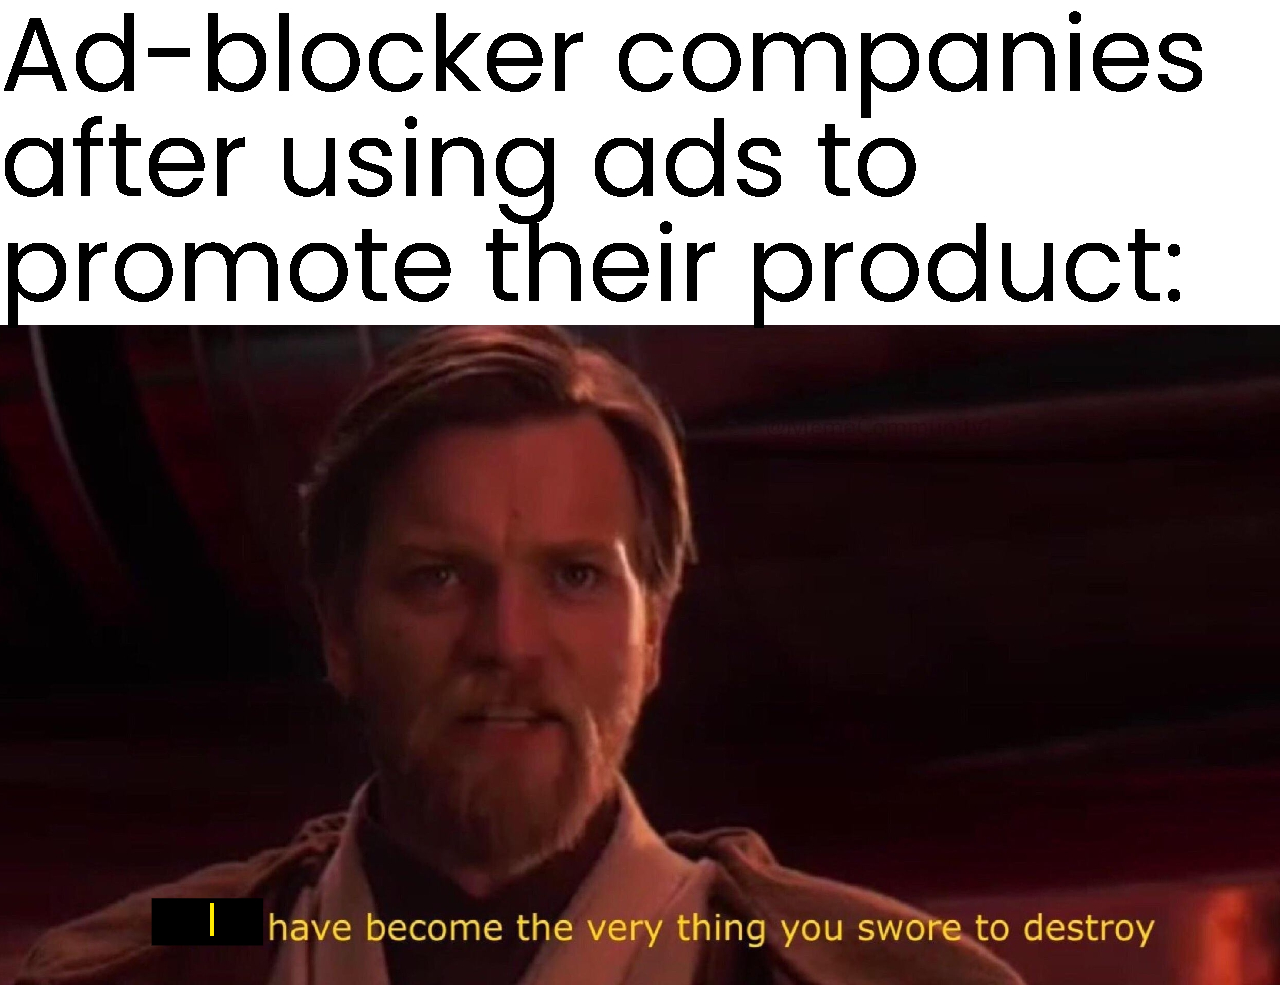 Ad-blocker companies
after using ads to
promote their product:
I have become the very thing you swore to destroy